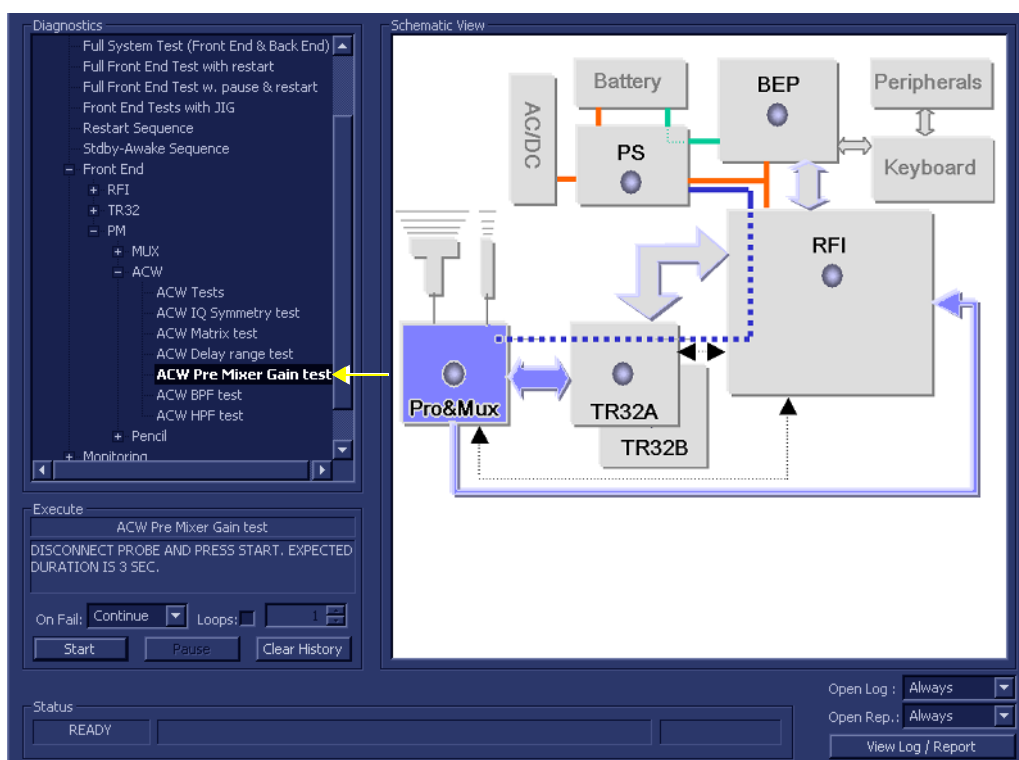 Diagnostics
Full System Test (Front End & Back End)
Full Front End Test with restart
Full Front End Test w. pause & restart
Front End Tests with JIG
Restart Sequence
Stdby-Awake Sequence
Front End
RFI
TR32
PM
MUX
ACW
ACW Tests
ACW IQ Symmetry test
ACW Matrix test
ACW Delay range test
ACW Pre Mixer Gain test
ACW BPF test
ACW HPF test
Pencil
Monitoring
Execute
ACW Pre Mixer Gain test
DISCONNECT PROBE AND PRESS START. EXPECTED
DURATION IS 3 SEC.
On Fail: Continue Loops: 1
Start Pause Clear History
Schematic View
AC/DC
Battery
BEP
Peripherals
PS
Keyboard
RFI
Pro&Mux
TR32A
TR32B
Status
READY
Open Log : Always
Open Rep.: Always
View Log / Report